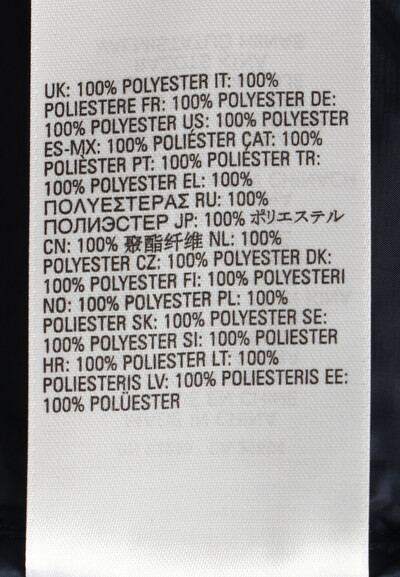 UK: 100% POLYESTER IT: 100%
POLIESTERE FR: 100% POLYESTER DE:
100% POLYESTER US: 100% POLYESTER
ES-MX: 100% POLIÉSTER CAT: 100%
POLIÈSTER PT: 100% POLIÉSTER TR:
100% POLYESTER EL: 100%
ΠΟΛΥΕΣΤΕΡΑΣ RU: 100%
ПОЛИЭСТЕР JP: 100% ポリエステル
CN: 100% 聚酯纤维 NL: 100%
POLYESTER CZ: 100% POLYESTER DK:
100% POLYESTER FI: 100% POLYESTERI
NO: 100% POLYESTER PL: 100%
POLIESTER SK: 100% POLYESTER SE:
100% POLYESTER SI: 100% POLIESTER
HR: 100% POLIESTER LT: 100%
POLIESTERIS LV: 100% POLIESTERIS EE:
100% POLÜESTER